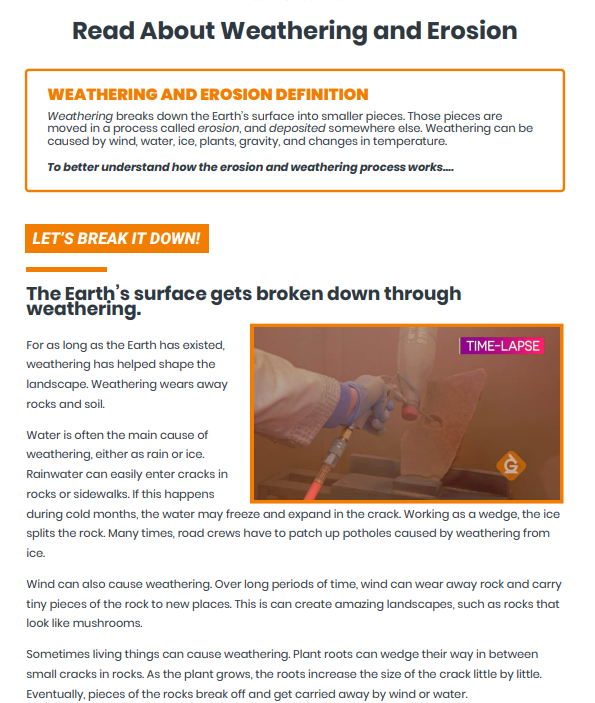 Read About Weathering and Erosion
WEATHERING AND EROSION DEFINITION
Weathering breaks down the Earth's surface into smaller pieces. Those pieces are
moved in a process called erosion, and deposited somewhere else. Weathering can be
caused by wind, water, ice, plants, gravity, and changes in temperature.
To better understand how the erosion and weathering process works....
LET'S BREAK IT DOWN!
The Earth's surface gets broken down through
weathering.
TIME-LAPSE
G
For as long as the Earth has existed,
weathering has helped shape the
landscape. Weathering wears away
rocks and soil.
Water is often the main cause of
weathering, either as rain or ice.
Rainwater can easily enter cracks in
rocks or sidewalks. If this happens
during cold months, the water may freeze and expand in the crack. Working as a wedge, the ice
splits the rock. Many times, road crews have to patch up potholes caused by weathering from
ice.
Wind can also cause weathering. Over long periods of time, wind can wear away rock and carry
tiny pieces of the rock to new places. This is can create amazing landscapes, such as rocks that
look like mushrooms.
Sometimes living things can cause weathering. Plant roots can wedge their way in between
small cracks in rocks. As the plant grows, the roots increase the size of the crack little by little.
Eventually, pieces of the rocks break off and get carried away by wind or water.